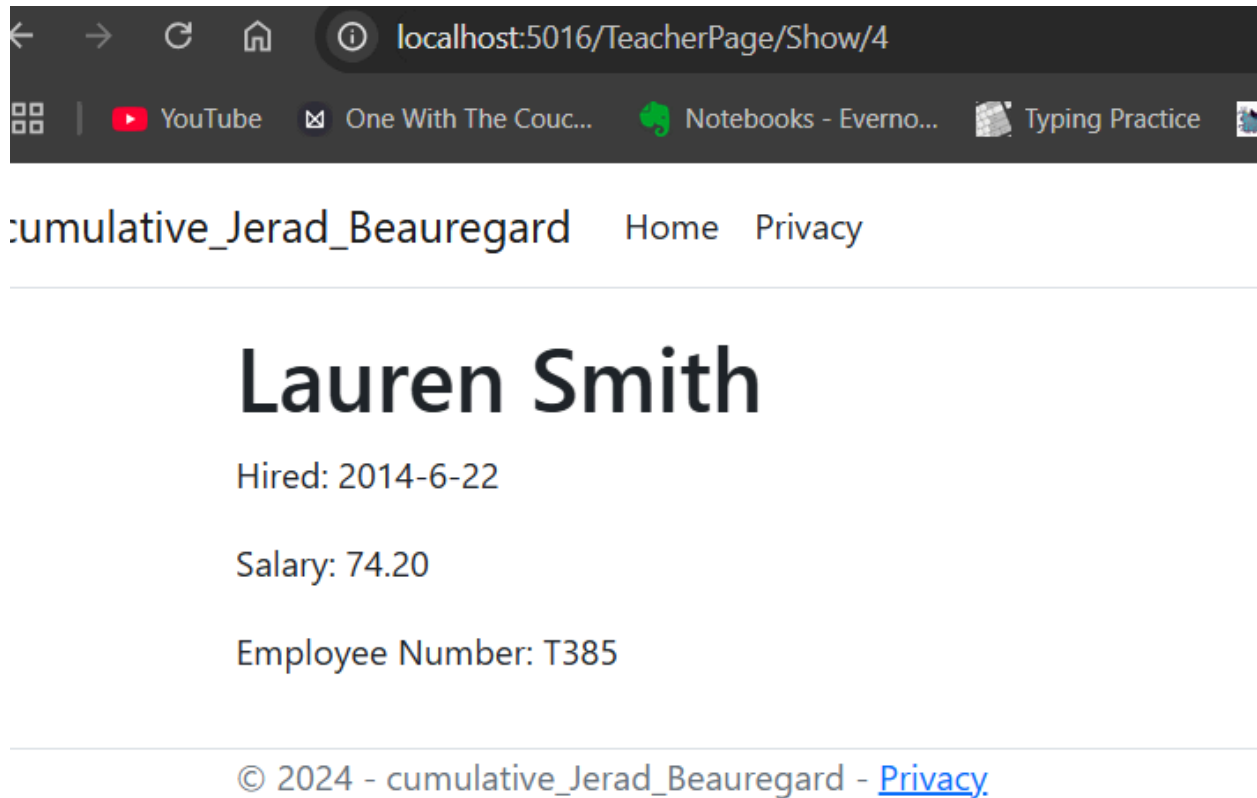 localhost:5016/TeacherPage/Show/4
YouTube One With The Couc... Notebooks - Everno... Typing Practice
cumulative_Jerad_Beauregard Home Privacy
Lauren Smith
Hired: 2014-6-22
Salary: 74.20
Employee Number: T385
© 2024 - cumulative_Jerad_Beauregard - Privacy